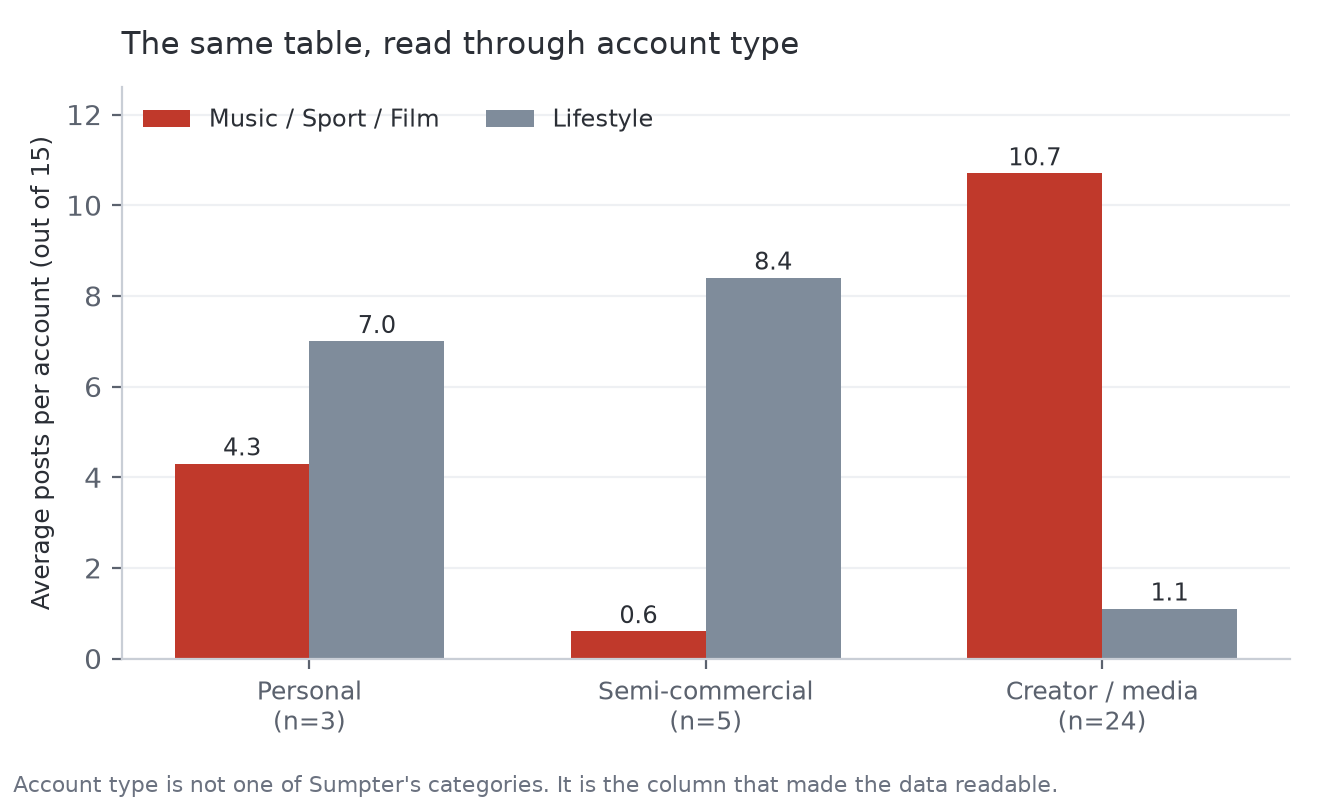 The same table, read through account type
Music / Sport / Film
Lifestyle
Average posts per account (out of 15)
12
10
8
6
4
2
0
4.3
7.0
0.6
8.4
10.7
1.1
Personal
(n=3)
Semi-commercial
(n=5)
Creator / media
(n=24)
Account type is not one of Sumpter's categories. It is the column that made the data readable.